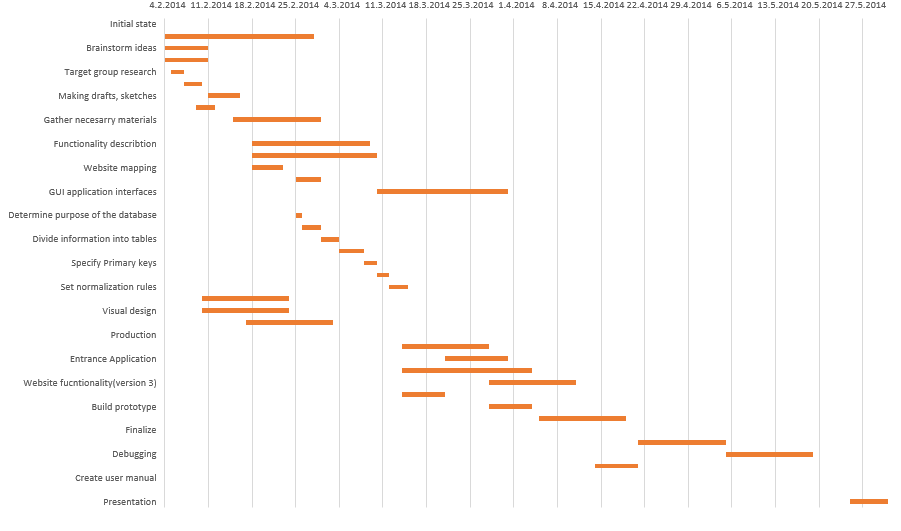 4.2.2014 11.2.2014 18.2.2014 25.2.2014 4.3.2014 11.3.2014 18.3.2014 25.3.2014 1.4.2014 8.4.2014 15.4.2014 22.4.2014 29.4.2014 6.5.2014 13.5.2014 20.5.2014 27.5.2014
Initial state
Brainstorm ideas
Target group research
Making drafts, sketches
Gather necesarry materials
Functionality describtion
Website mapping
GUI application interfaces
Determine purpose of the database
Divide information into tables
Specify Primary keys
Set normalization rules
Visual design
Production
Entrance Application
Website fucntionality(version 3)
Build prototype
Finalize
Debugging
Create user manual
Presentation